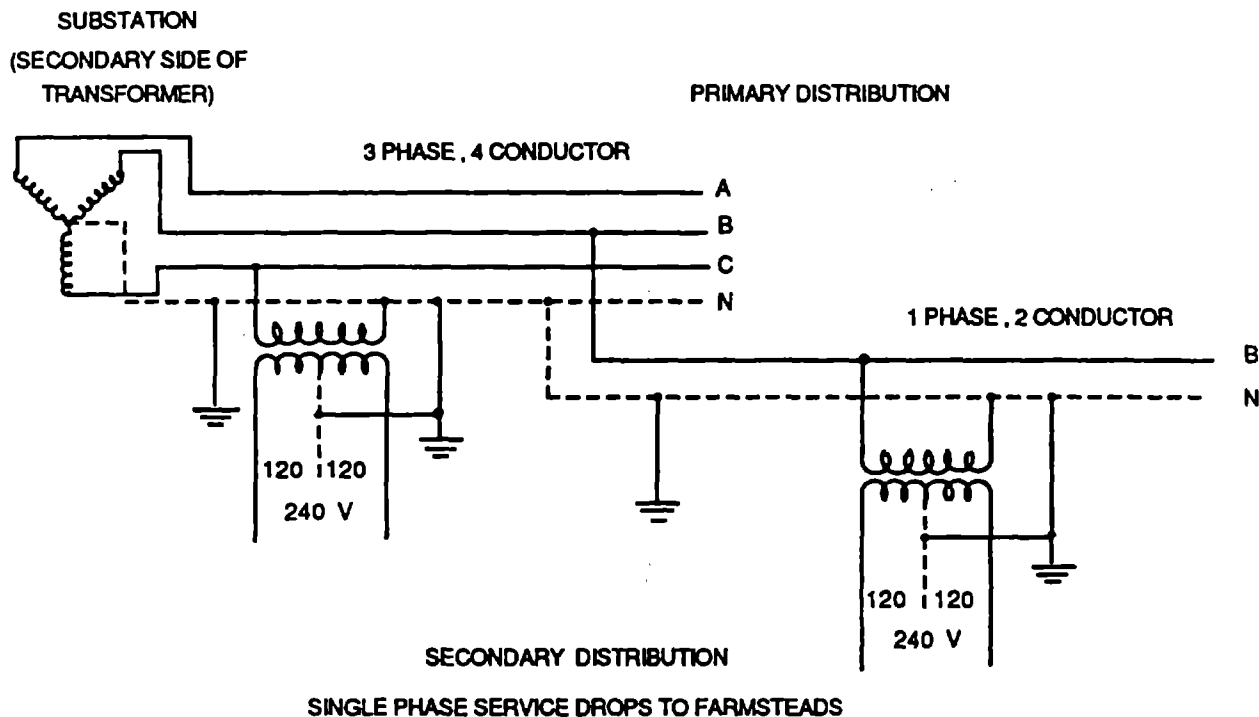 SUBSTATION
(SECONDARY SIDE OF
TRANSFORMER)
PRIMARY DISTRIBUTION
3 PHASE , 4 CONDUCTOR
A
B
C
N
1 PHASE , 2 CONDUCTOR
B
N
120 120
240 V
120 120
240 V
SECONDARY DISTRIBUTION
SINGLE PHASE SERVICE DROPS TO FARMSTEADS